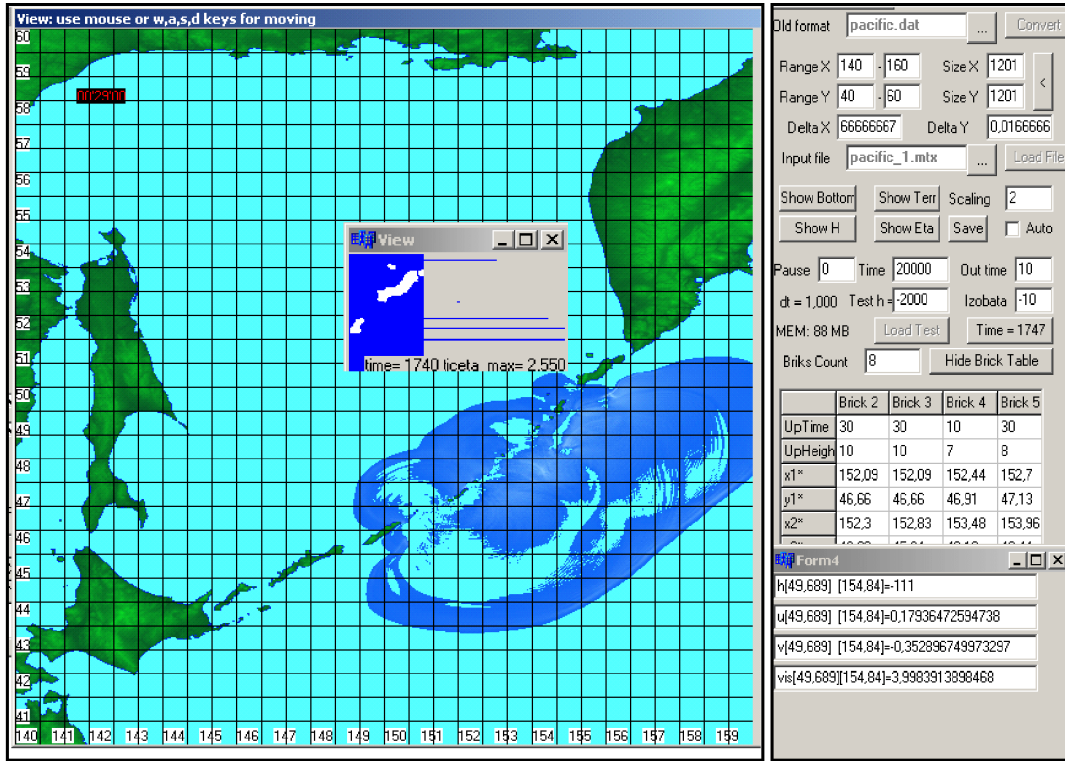 View: use mouse or w,a,s,d keys for moving
60
59
58
57
56
55
54
53
52
51
50
49
48
47
46
45
44
43
42
41
140 141 142 143 144 145 146 147 148 149 150 151 152 153 154 155 156 157 158 159
00:29:00
View
time= 1740 ticeta_max= 2.550
Old format pacific.dat ... Convert
Range X 140 - 160 Size X 1201 <
Range Y 40 - 60 Size Y 1201
Delta X 66666667 Delta Y 0,0166666
Input file pacific_1.mtx ... Load File
Show Bottom Show Terr Scaling 2
Show H Show Eta Save Auto
Pause 0 Time 20000 Out time 10
dt = 1,000 Test h = -2000 Izobata -10
MEM: 88 MB Load Test Time = 1747
Briks Count 8 Hide Brick Table
Brick 2 Brick 3 Brick 4 Brick 5
UpTime 30 30 10 30
UpHeigh 10 10 7 8
x1* 152,09 152,09 152,44 152,7
y1* 46,66 46,66 46,91 47,13
x2* 152,3 152,83 153,48 153,96
Form4
h[49,689] [154,84]=-111
u[49,689] [154,84]=0,17936472594738
v[49,689] [154,84]=-0,352896749973297
vis[49,689][154,84]=3,9983913898468